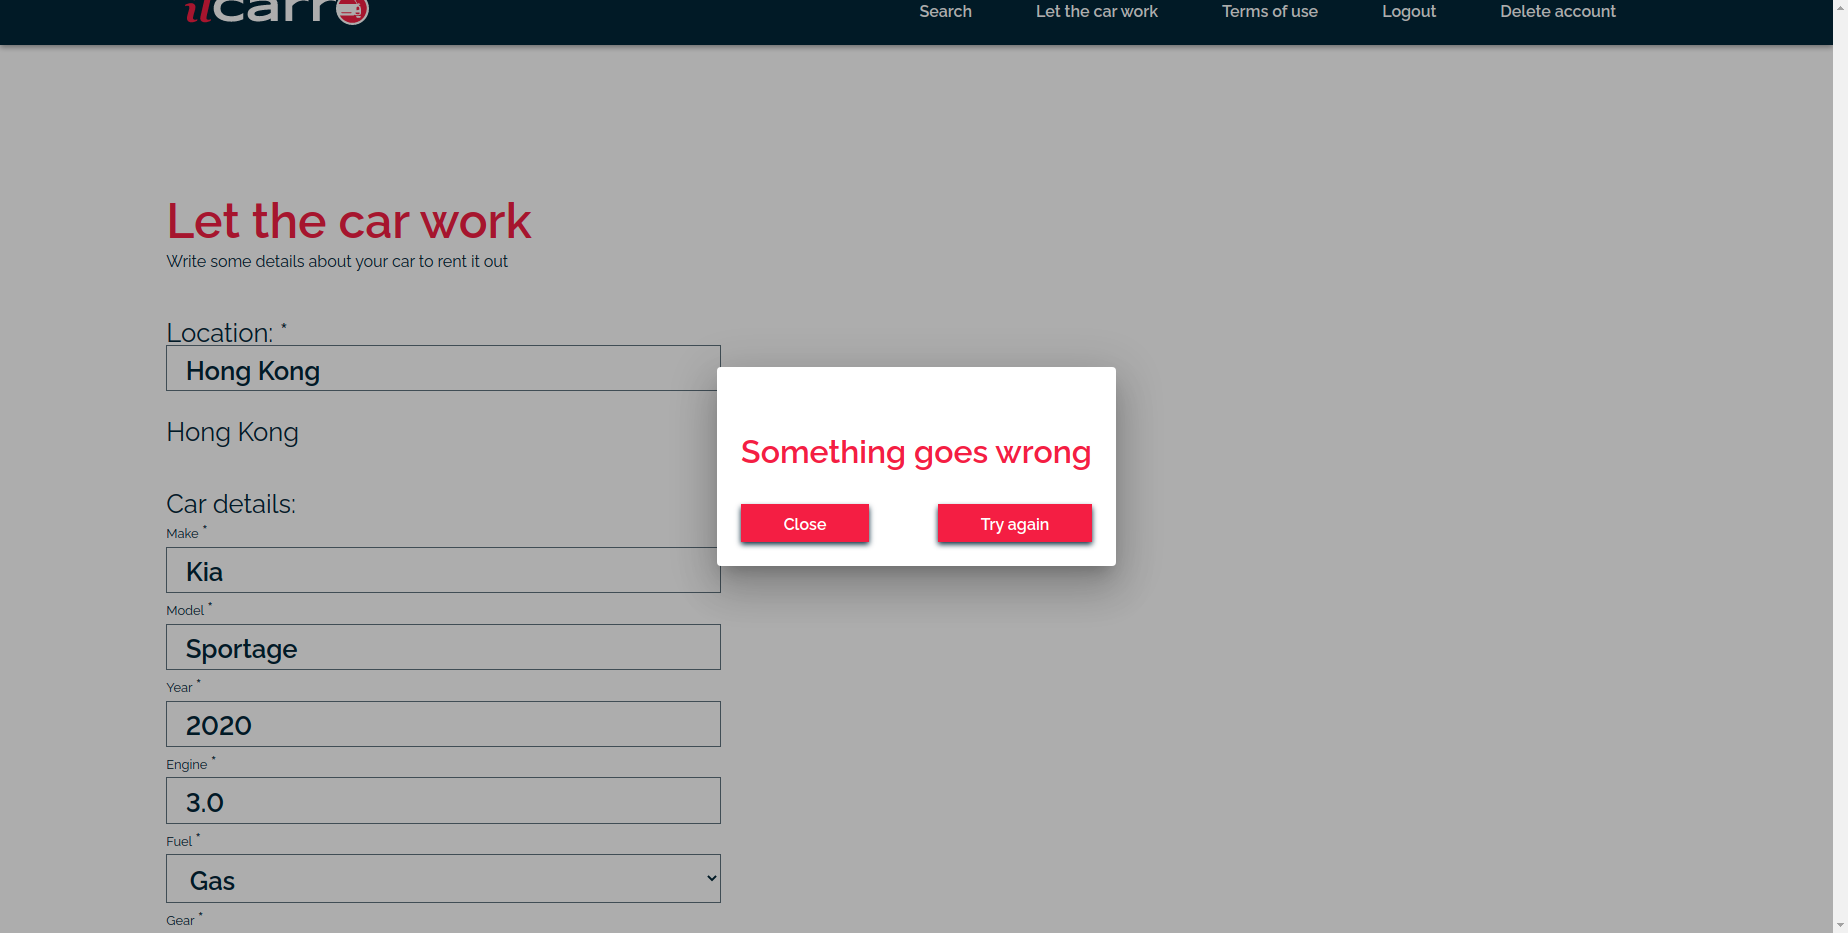 ilcarro
Search Let the car work Terms of use Logout Delete account
Let the car work
Write some details about your car to rent it out
Location: *
Hong Kong
Hong Kong
Car details:
Make *
Kia
Model *
Sportage
Year *
2020
Engine *
3.0
Fuel *
Gas
Gear *
Something goes wrong
Close Try again